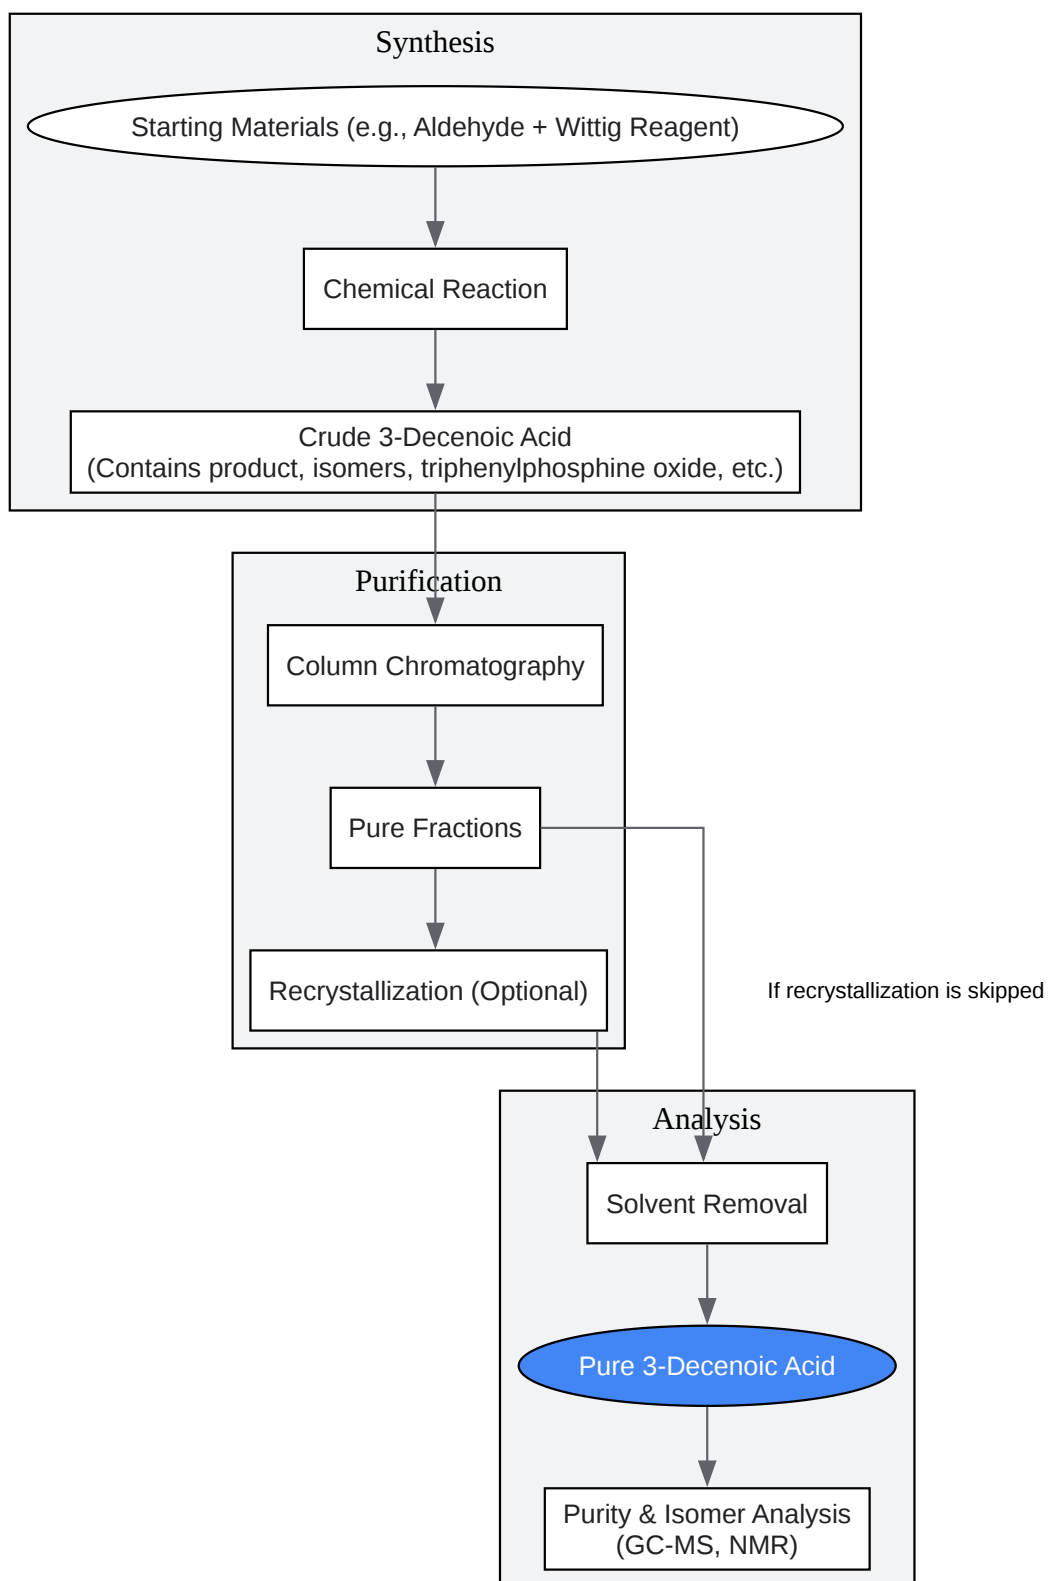 Synthesis
Starting Materials (e.g., Aldehyde + Wittig Reagent)
Chemical Reaction
Crude 3-Decenoic Acid
(Contains product, isomers, triphenylphosphine oxide, etc.)
Purification
Column Chromatography
Pure Fractions
Recrystallization (Optional)
If recrystallization is skipped
Analysis
Solvent Removal
Pure 3-Decenoic Acid
Purity & Isomer Analysis
(GC-MS, NMR)